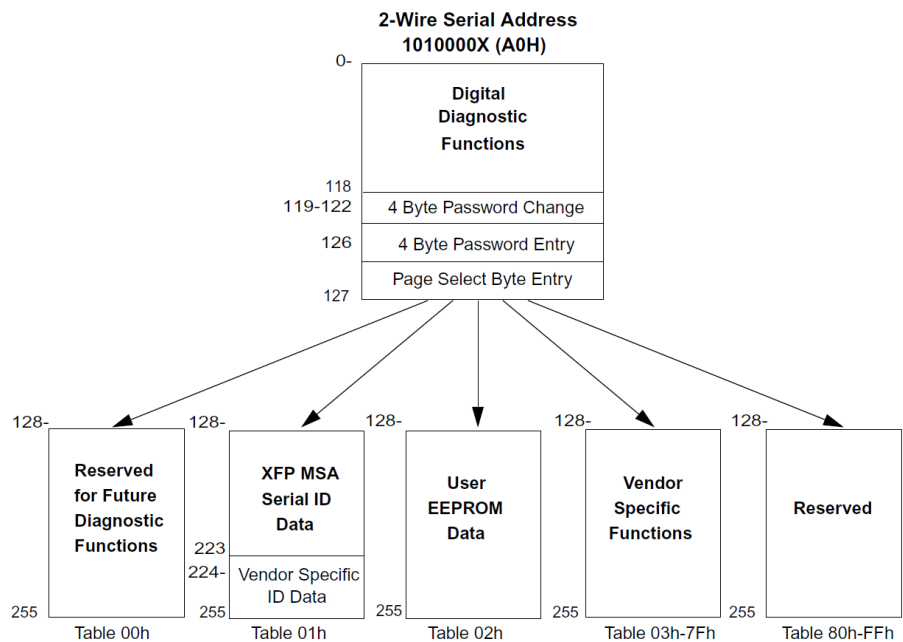 2-Wire Serial Address
1010000X (A0H)
0-
Digital
Diagnostic
Functions
118
119-122
4 Byte Password Change
126
4 Byte Password Entry
Page Select Byte Entry
127
128-
128-
128-
128-
128-
Reserved
for Future
Diagnostic
Functions
255
Table 00h
XFP MSA
Serial ID
Data
223
224-
Vendor Specific
ID Data
255
Table 01h
User
EEPROM
Data
255
Table 02h
Vendor
Specific
Functions
255
Table 03h-7Fh
Reserved
255
Table 80h-FFh